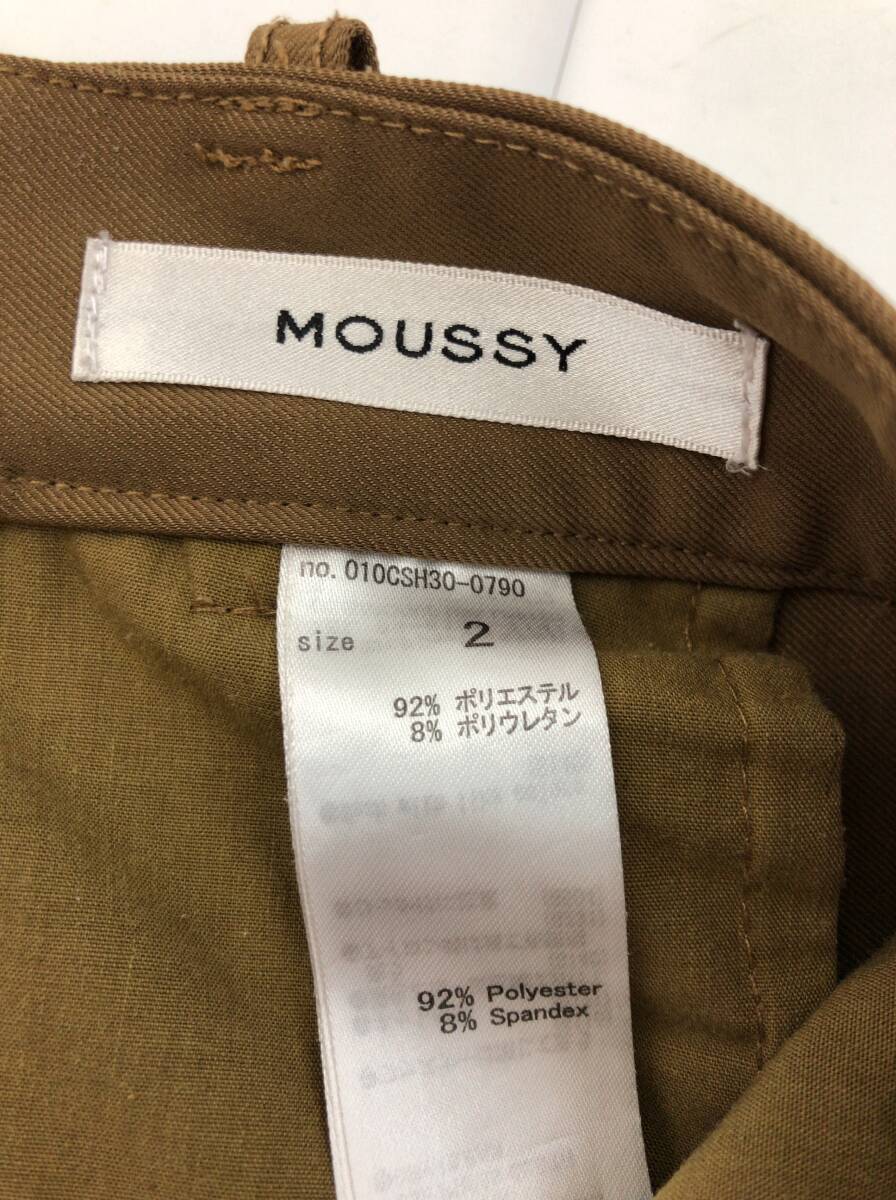 MOUSSY
no. 010CSH30-0790
size 2
92% ポリエステル
8% ポリウレタン
92% Polyester
8% Spandex